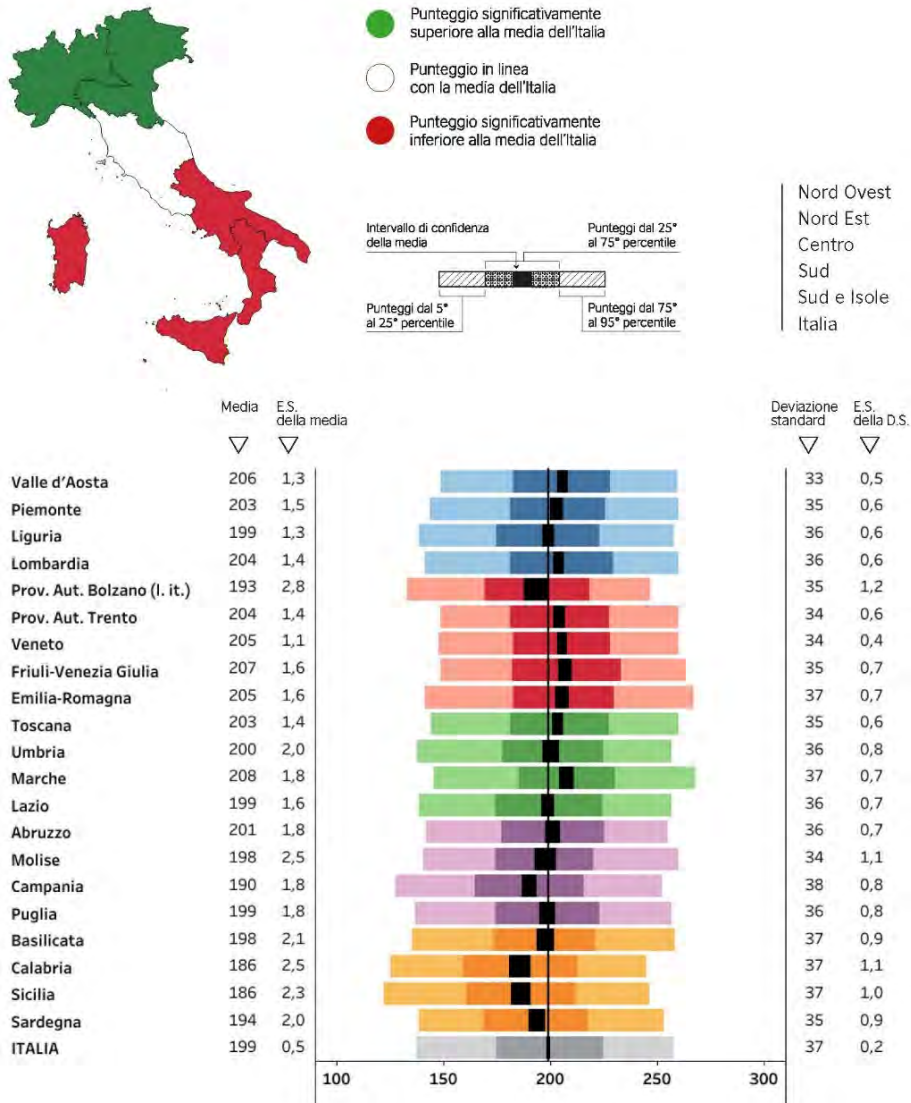 Punteggio significativamente
superiore alla media dell'Italia
Punteggio in linea
con la media dell'Italia
Punteggio significativamente
inferiore alla media dell'Italia
Intervallo di confidenza
della media
Punteggi dal 25°
al 75° percentile
Punteggi dal 5°
al 25° percentile
Punteggi dal 75°
al 95° percentile
Nord Ovest
Nord Est
Centro
Sud
Sud e Isole
Italia
Media E.S. della media Deviazione standard E.S. della D.S.
Valle d'Aosta 206 1,3 33 0,5
Piemonte 203 1,5 35 0,6
Liguria 199 1,3 36 0,6
Lombardia 204 1,4 36 0,6
Prov. Aut. Bolzano (l. it.) 193 2,8 35 1,2
Prov. Aut. Trento 204 1,4 34 0,6
Veneto 205 1,1 34 0,4
Friuli-Venezia Giulia 207 1,6 35 0,7
Emilia-Romagna 205 1,6 37 0,7
Toscana 203 1,4 35 0,6
Umbria 200 2,0 36 0,8
Marche 208 1,8 37 0,7
Lazio 199 1,6 36 0,7
Abruzzo 201 1,8 36 0,7
Molise 198 2,5 34 1,1
Campania 190 1,8 38 0,8
Puglia 199 1,8 36 0,8
Basilicata 198 2,1 37 0,9
Calabria 186 2,5 37 1,1
Sicilia 186 2,3 37 1,0
Sardegna 194 2,0 35 0,9
ITALIA 199 0,5 37 0,2
100 150 200 250 300